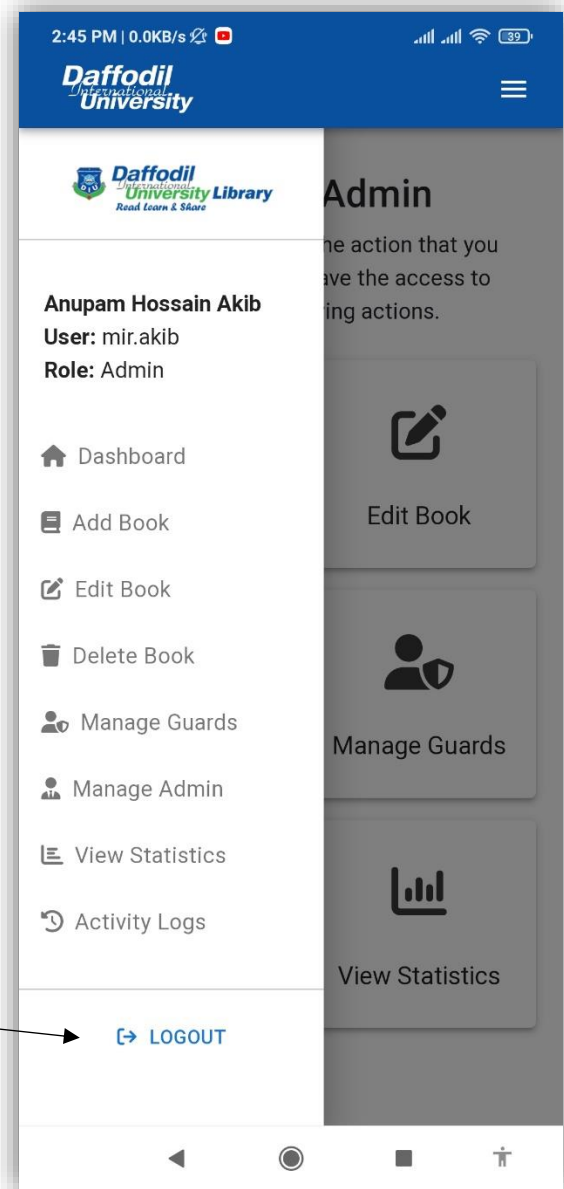 2:45 PM | 0.0KB/s
39
Daffodil
International
University
Daffodil
International
University Library
Read Learn & Share
DIU
Admin
he action that you
ave the access to
ing actions.
Anupam Hossain Akib
User: mir.akib
Role: Admin
Dashboard
Add Book
Edit Book
Delete Book
Manage Guards
Manage Admin
View Statistics
Activity Logs
LOGOUT
Edit Book
Manage Guards
View Statistics